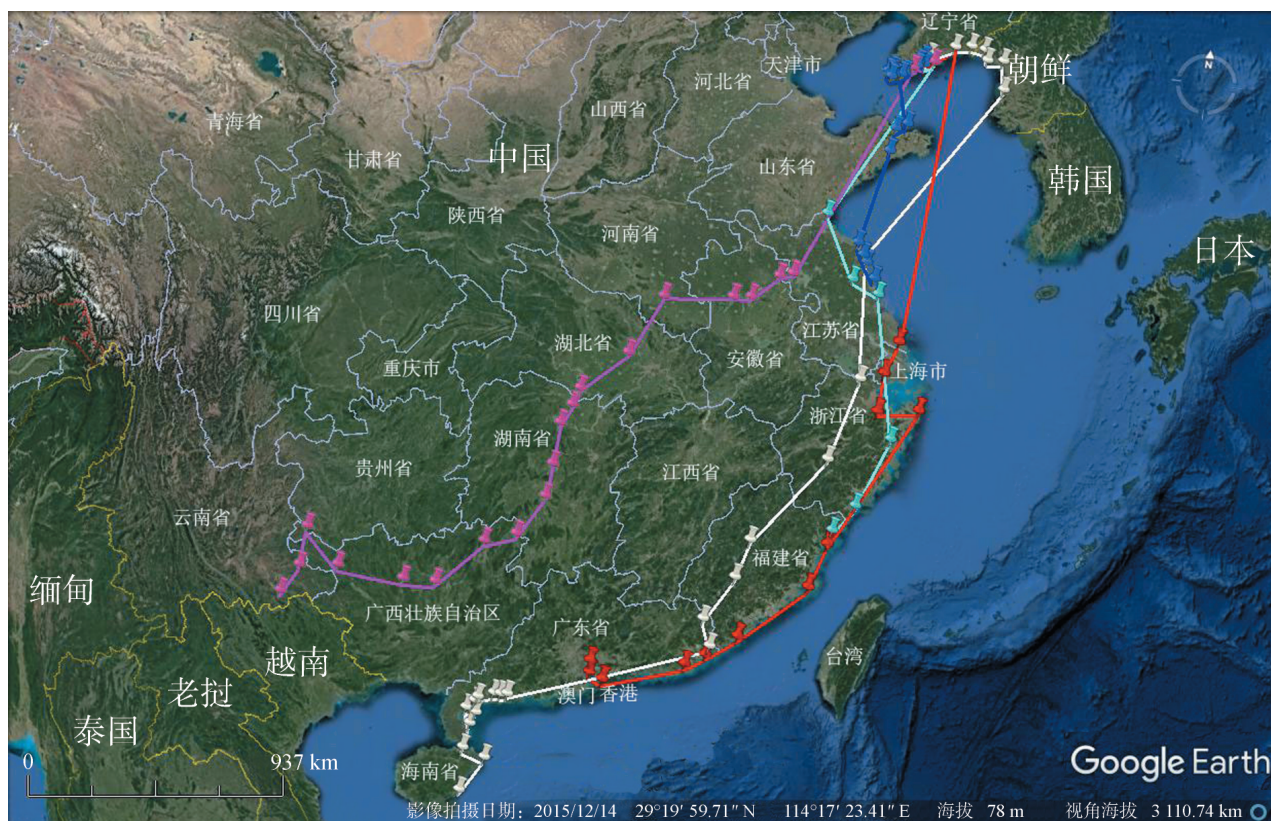 辽宁省
天津市
朝鲜
河北省
山西省
青海省
甘肃省
中国
山东省
韩国
陕西省
河南省
日本
四川省
江苏省
湖北省
安徽省
重庆市
上海市
浙江省
湖南省
贵州省
江西省
云南省
福建省
缅甸
广西壮族自治区
广东省
越南
台湾
老挝
澳门 香港
泰国
海南省
0 937 km
Google Earth
影像拍摄日期：2015/12/14 29°19′59.71″N 114°17′23.41″E 海拔 78 m 视角海拔 3 110.74 km
N